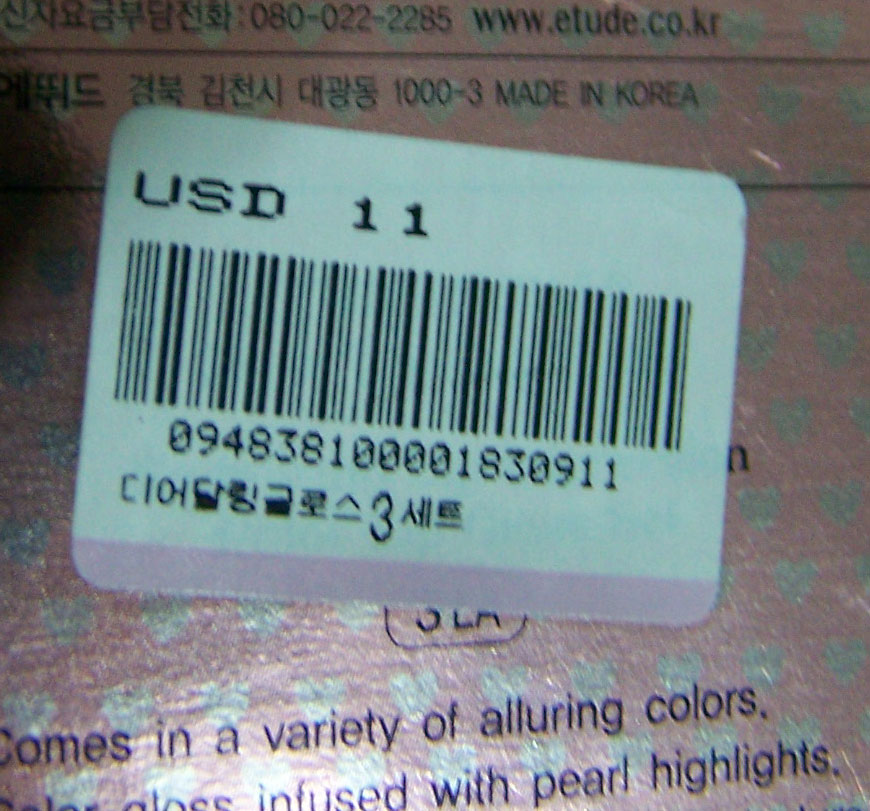 신자요금부담전화:080-022-2285 www.etude.co.kr
에뛰드 경북 김천시 대광동 1000-3 MADE IN KOREA
USD 11
094838100001830911
디어달링글로스3세트
n
Comes in a variety of alluring colors.
Color gloss infused with pearl highlights.